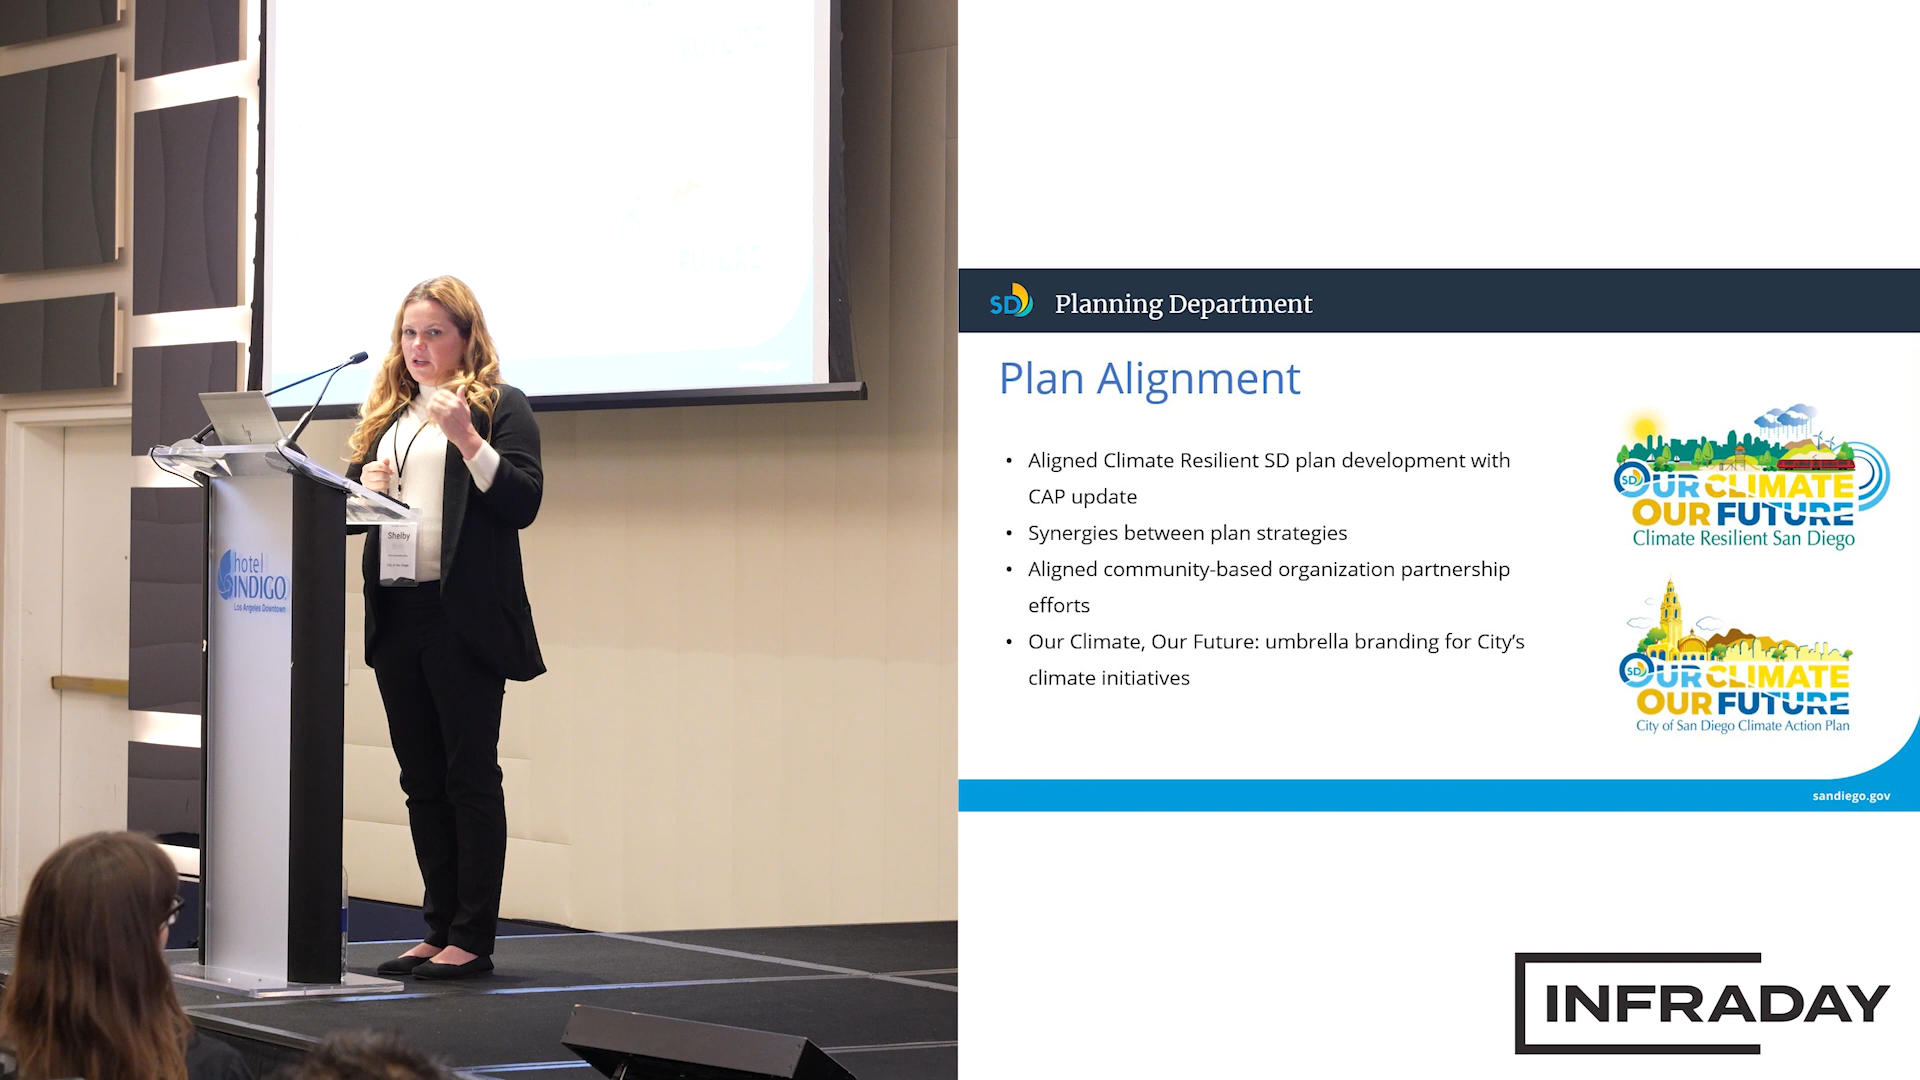 hotel
INDIGO
Los Angeles Downtown
Shelby
SD Planning Department
Plan Alignment
• Aligned Climate Resilient SD plan development with
CAP update
• Synergies between plan strategies
• Aligned community-based organization partnership
efforts
• Our Climate, Our Future: umbrella branding for City’s
climate initiatives
SD
OUR CLIMATE
OUR FUTURE
Climate Resilient San Diego
SD
OUR CLIMATE
OUR FUTURE
City of San Diego Climate Action Plan
sandiego.gov
INFRADAY